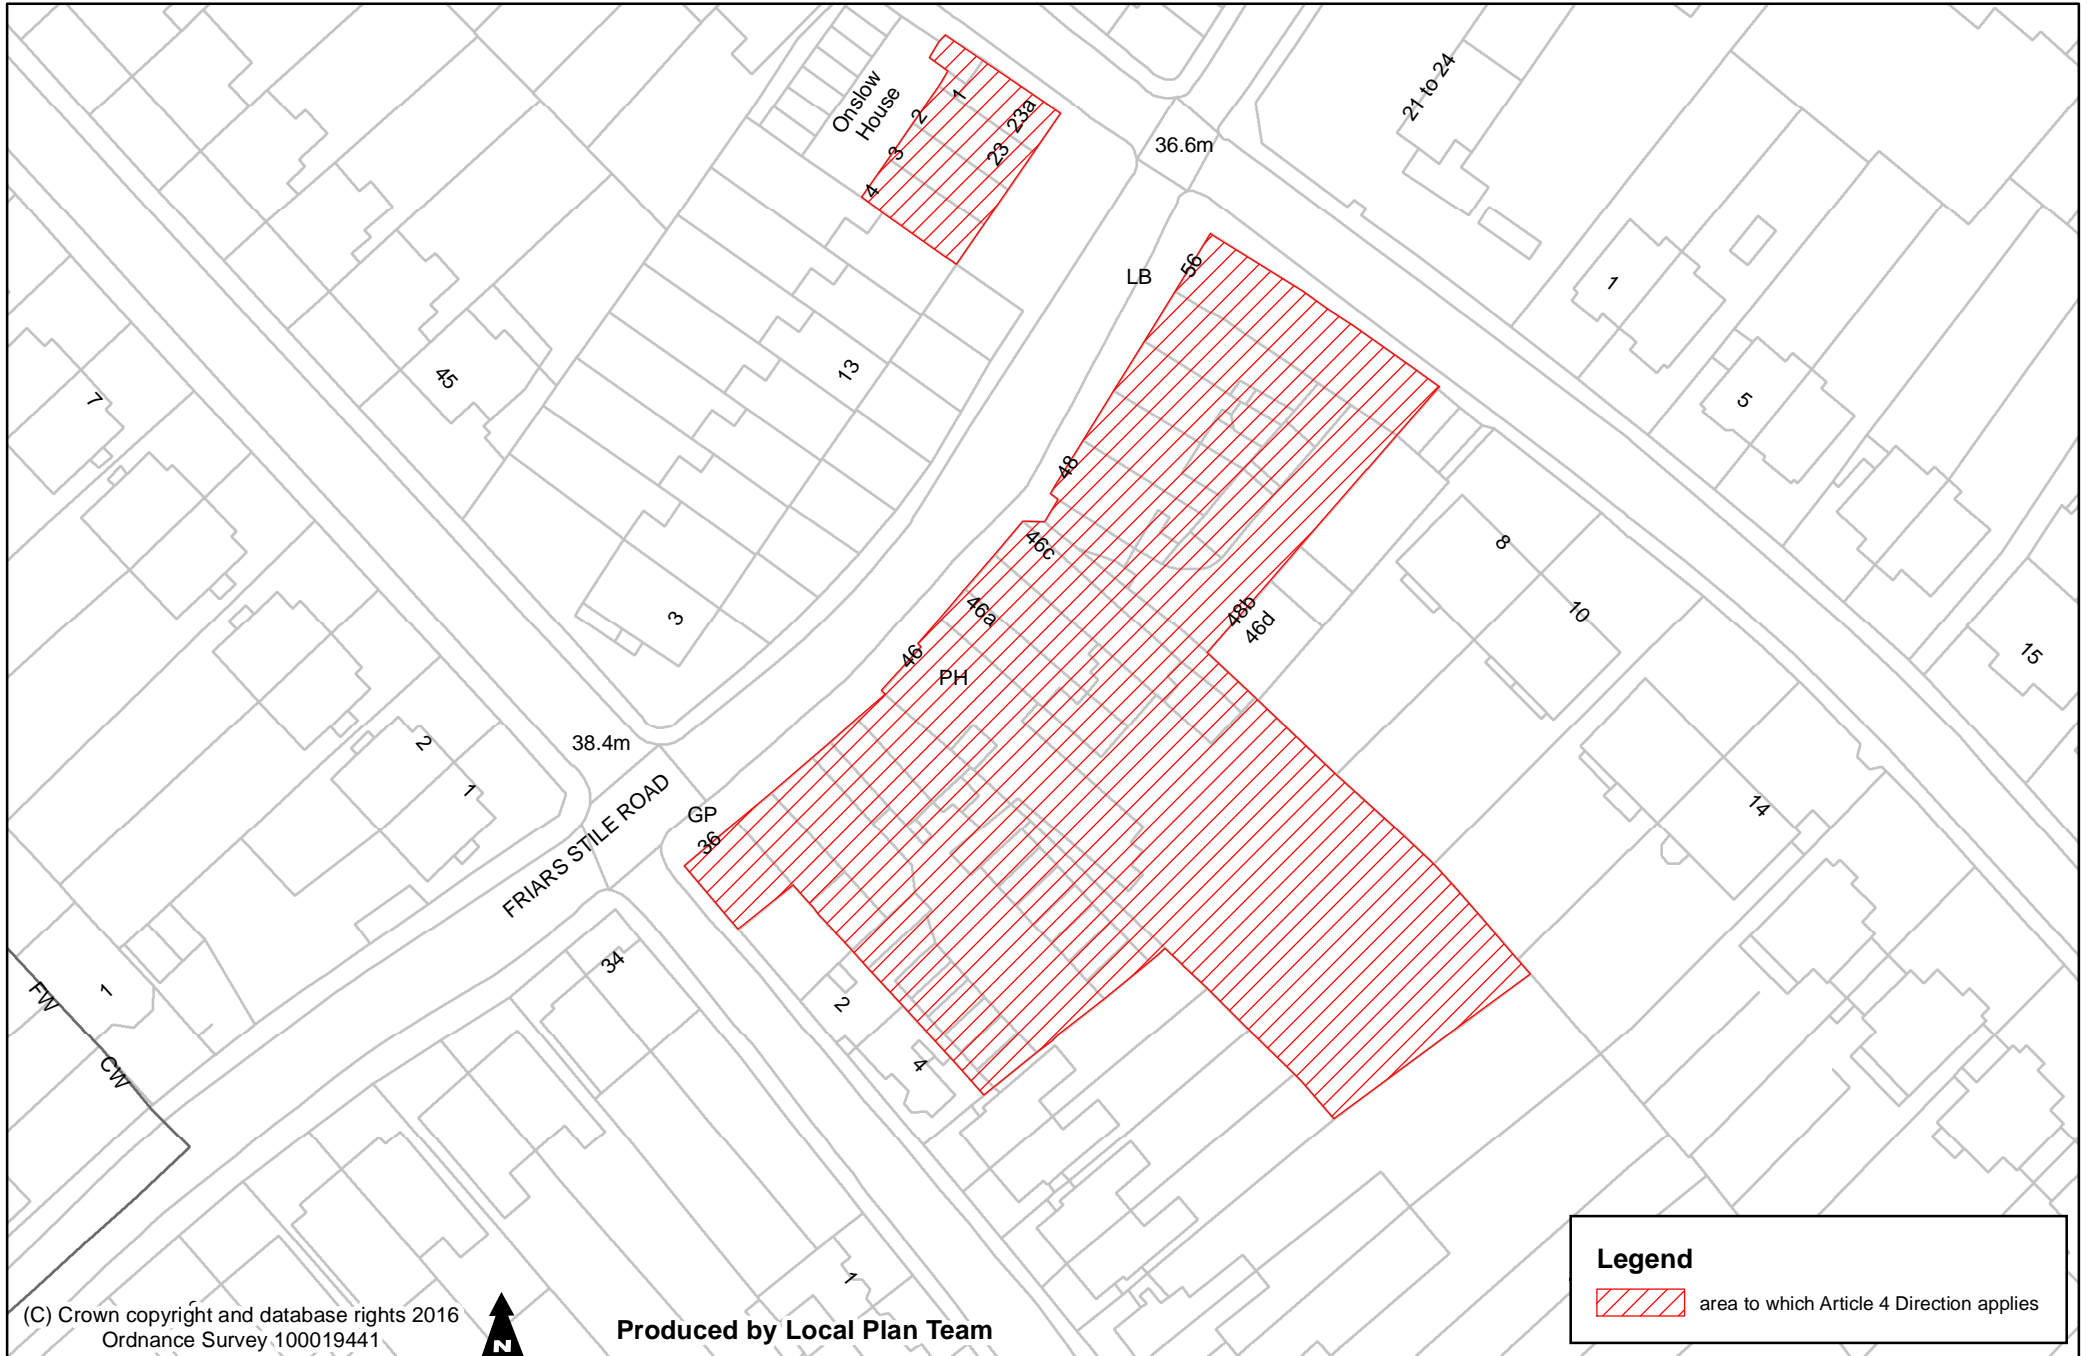 Onslow
House
1
2
3
4
23a
23
36.6m
21 to 24
LB
56
1
5
7
45
13
48
46c
3
46a
46
PH
48b
46d
8
10
15
38.4m
2
1
FRIARS STILE ROAD
GP
36
14
34
1
FW
CW
2
4
1
Legend
area to which Article 4 Direction applies
(C) Crown copyright and database rights 2016
Ordnance Survey 100019441
N
Produced by Local Plan Team